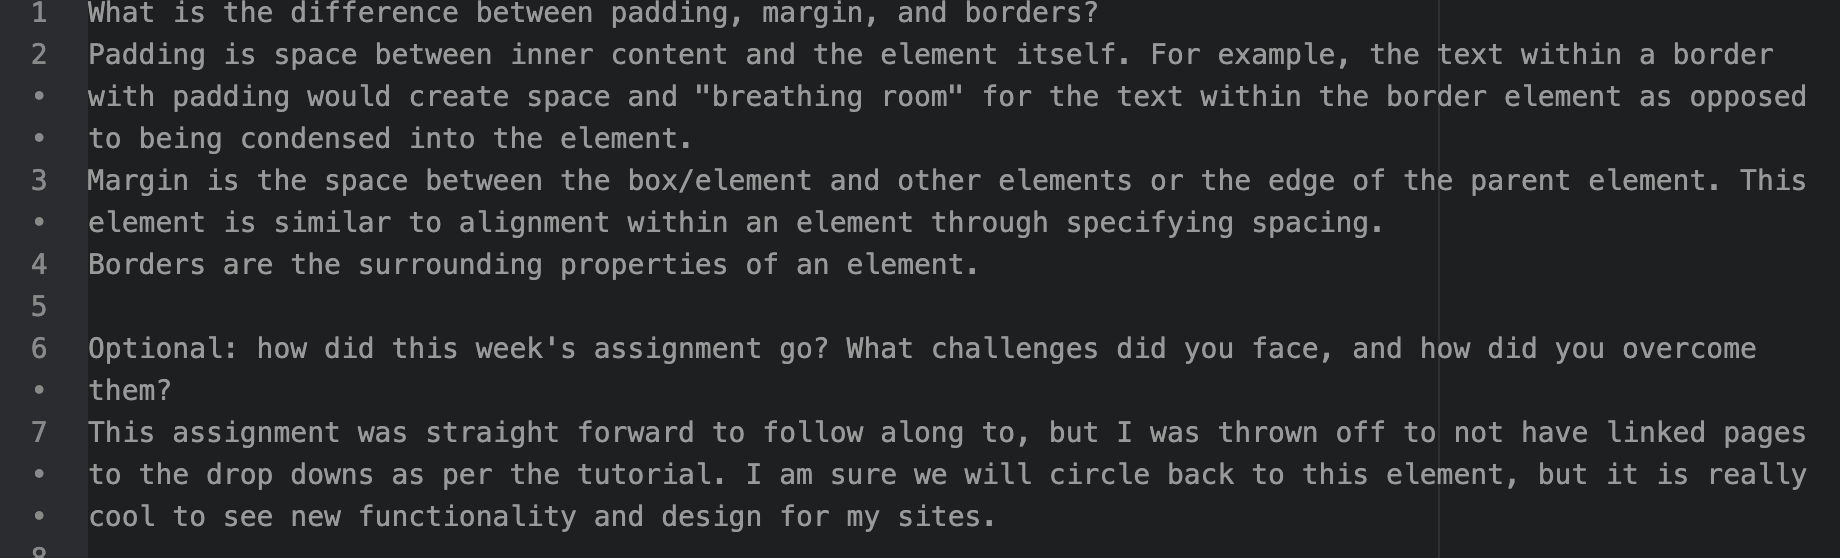 1 What is the difference between padding, margin, and borders?
2 Padding is space between inner content and the element itself. For example, the text within a border
• with padding would create space and "breathing room" for the text within the border element as opposed
• to being condensed into the element.
3 Margin is the space between the box/element and other elements or the edge of the parent element. This
• element is similar to alignment within an element through specifying spacing.
4 Borders are the surrounding properties of an element.
5
6 Optional: how did this week's assignment go? What challenges did you face, and how did you overcome
• them?
7 This assignment was straight forward to follow along to, but I was thrown off to not have linked pages
• to the drop downs as per the tutorial. I am sure we will circle back to this element, but it is really
• cool to see new functionality and design for my sites.
8